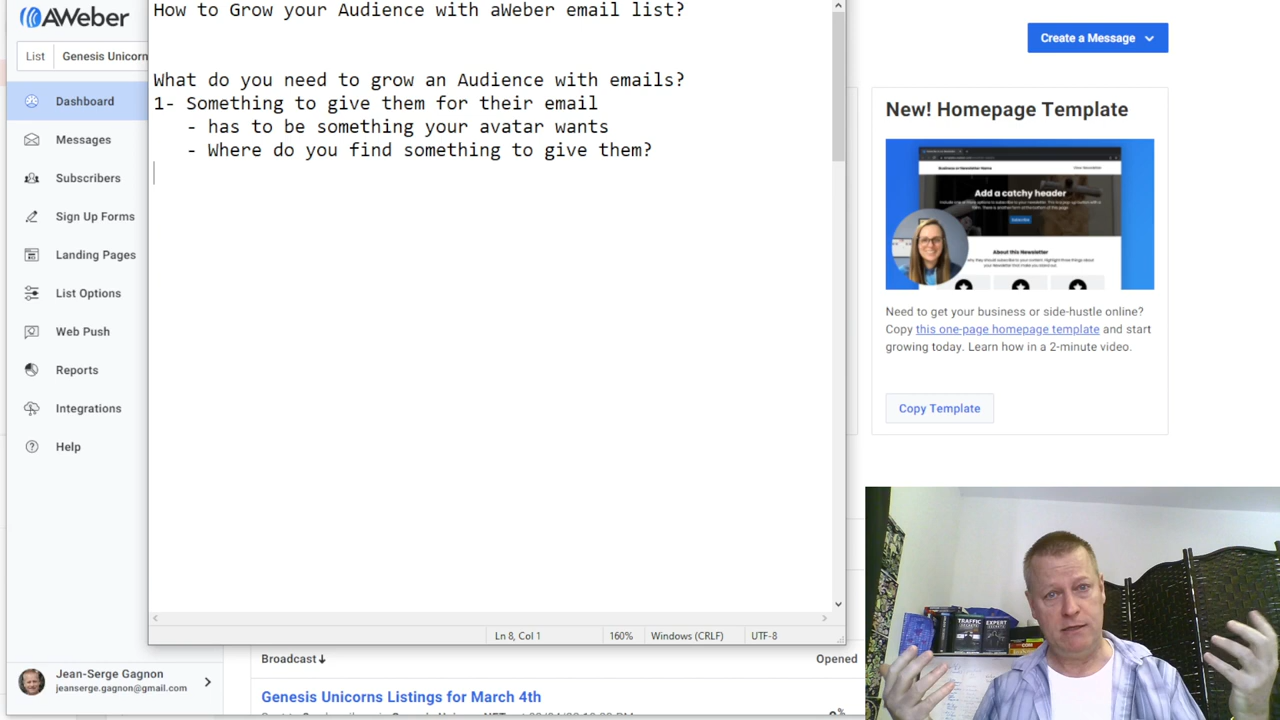 AWeber
List
Genesis Unicorn
Dashboard
Messages
Subscribers
Sign Up Forms
Landing Pages
List Options
Web Push
Reports
Integrations
Help
Jean-Serge Gagnon
jeanserge.gagnon@gmail.com
How to Grow your Audience with aWeber email list?
What do you need to grow an Audience with emails?
1- Something to give them for their email
- has to be something your avatar wants
- Where do you find something to give them?
Ln 8, Col 1
160%
Windows (CRLF)
UTF-8
Broadcast
Opened
Genesis Unicorns Listings for March 4th
Create a Message
New! Homepage Template
Add a catchy header
Subscribe
About this Newsletter
Need to get your business or side-hustle online?
Copy this one-page homepage template and start
growing today. Learn how in a 2-minute video.
Copy Template
TRAFFIC
EXPERT